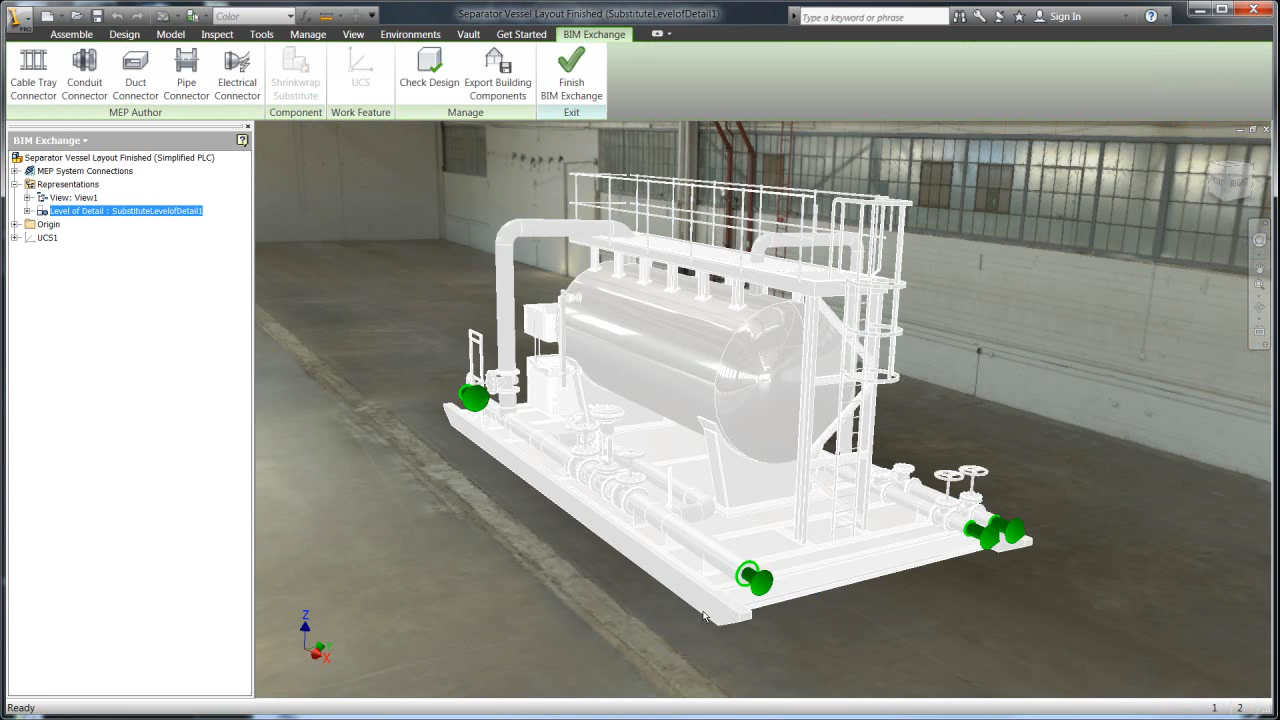 PRO
Color
Separator Vessel Layout Finished (SubstituteLevelofDetail1)
Type a keyword or phrase
Sign In
Assemble Design Model Inspect Tools Manage View Environments Vault Get Started BIM Exchange
Cable Tray Connector
Conduit Connector
Duct Connector
Pipe Connector
Electrical Connector
Shrinkwrap Substitute
UCS
Check Design
Export Building Components
Finish BIM Exchange
MEP Author Component Work Feature Manage Exit
BIM Exchange
Separator Vessel Layout Finished (Simplified PLC)
MEP System Connections
Representations
View: View1
Level of Detail : SubstituteLevelofDetail1
Origin
UCS1
RIGHT
Z
Y
X
Ready
1 2